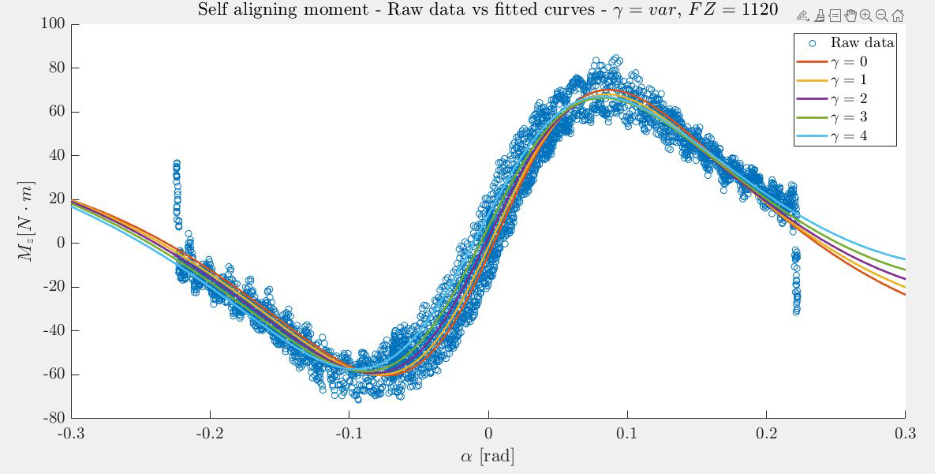 Self aligning moment - Raw data vs fitted curves - γ = var, FZ = 1120
100
80
60
40
20
0
-20
-40
-60
-80
M_z[N · m]
-0.3
-0.2
-0.1
0
0.1
0.2
0.3
α [rad]
Raw data
γ = 0
γ = 1
γ = 2
γ = 3
γ = 4